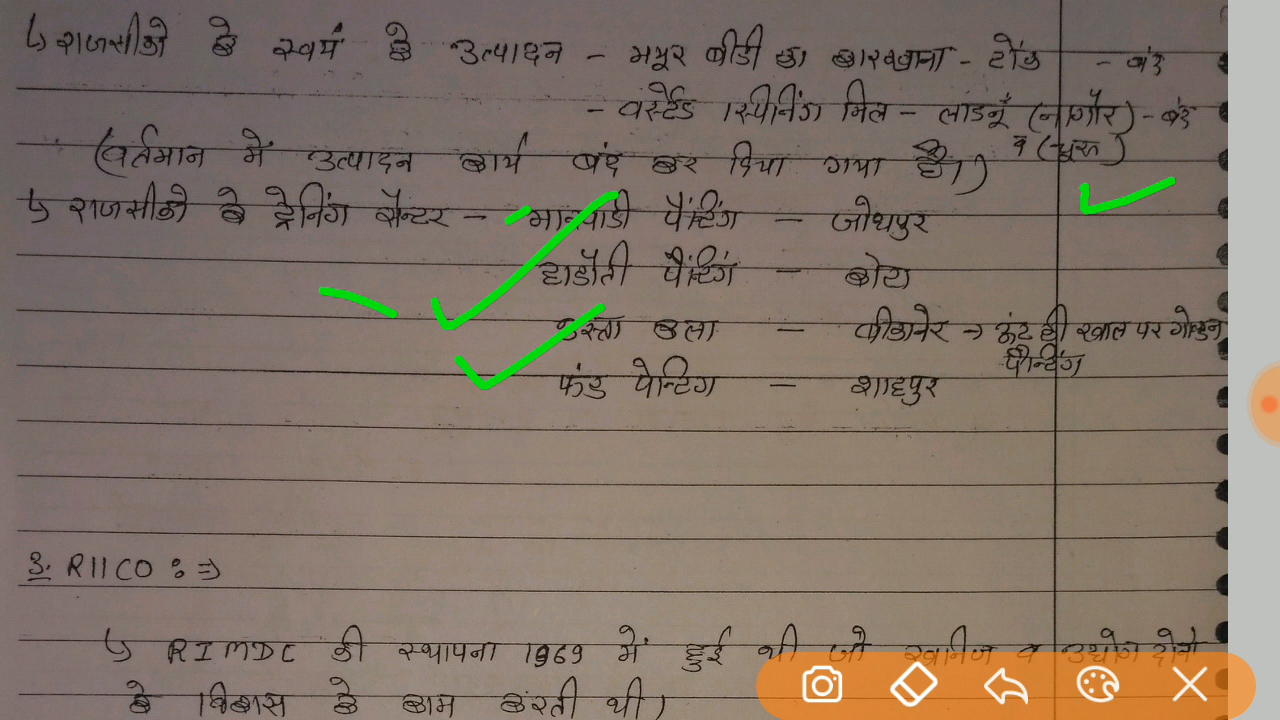 ↳ राजसीको के स्वयं के उत्पादन - मयूर बीडी का कारखाना - टोंक - बंद
- वर्स्टेड स्पीनिंग मिल - लाडनूँ (नागौर) - बंद
व (चुरू)
(वर्तमान में उत्पादन कार्य बंद कर दिया गया है।)
↳ राजसीको के ट्रेनिंग सैन्टर - मारवाडी पैंन्टिंग - जोधपुर
हाडौती पैंन्टिंग - कोटा
उस्ता कला - बीकानेर → ऊंट की खाल पर गोल्डन
पैन्टिंग
फंड पेन्टिग - शाहपुर
3. RIICO :⇒
↳ RIMDC की स्थापना 1969 में हुई थी जो खनिज व उद्योग दोनों
के विकास के काम करती थी।